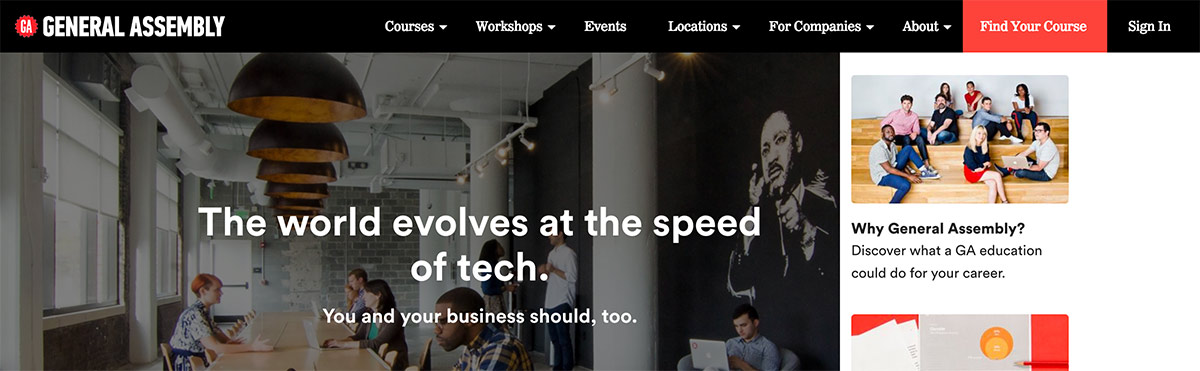 GA GENERAL ASSEMBLY
Courses
Workshops
Events
Locations
For Companies
About
Find Your Course
Sign In
The world evolves at the speed
of tech.
You and your business should, too.
Why General Assembly?
Discover what a GA education
could do for your career.